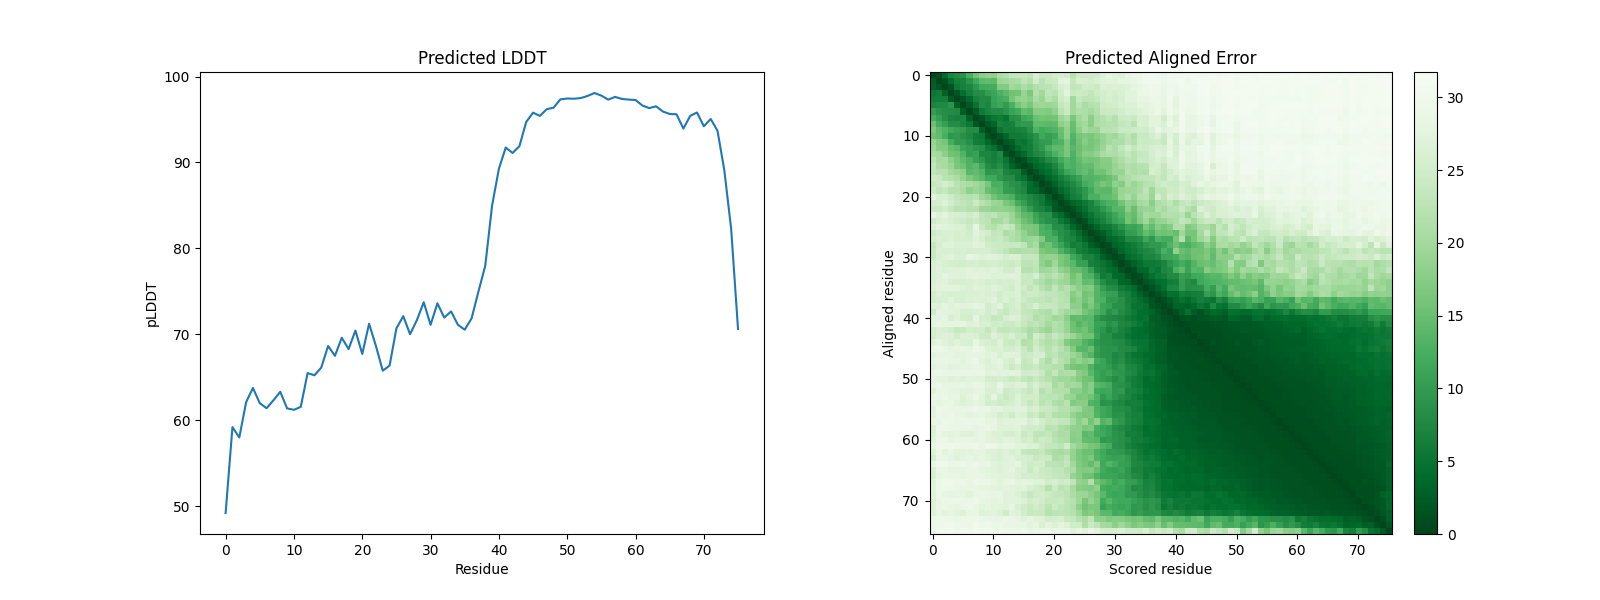 Predicted LDDT
pLDDT
100
90
80
70
60
50
0 10 20 30 40 50 60 70
Residue
Predicted Aligned Error
Aligned residue
0
10
20
30
40
50
60
70
0 10 20 30 40 50 60 70
Scored residue
30
25
20
15
10
5
0